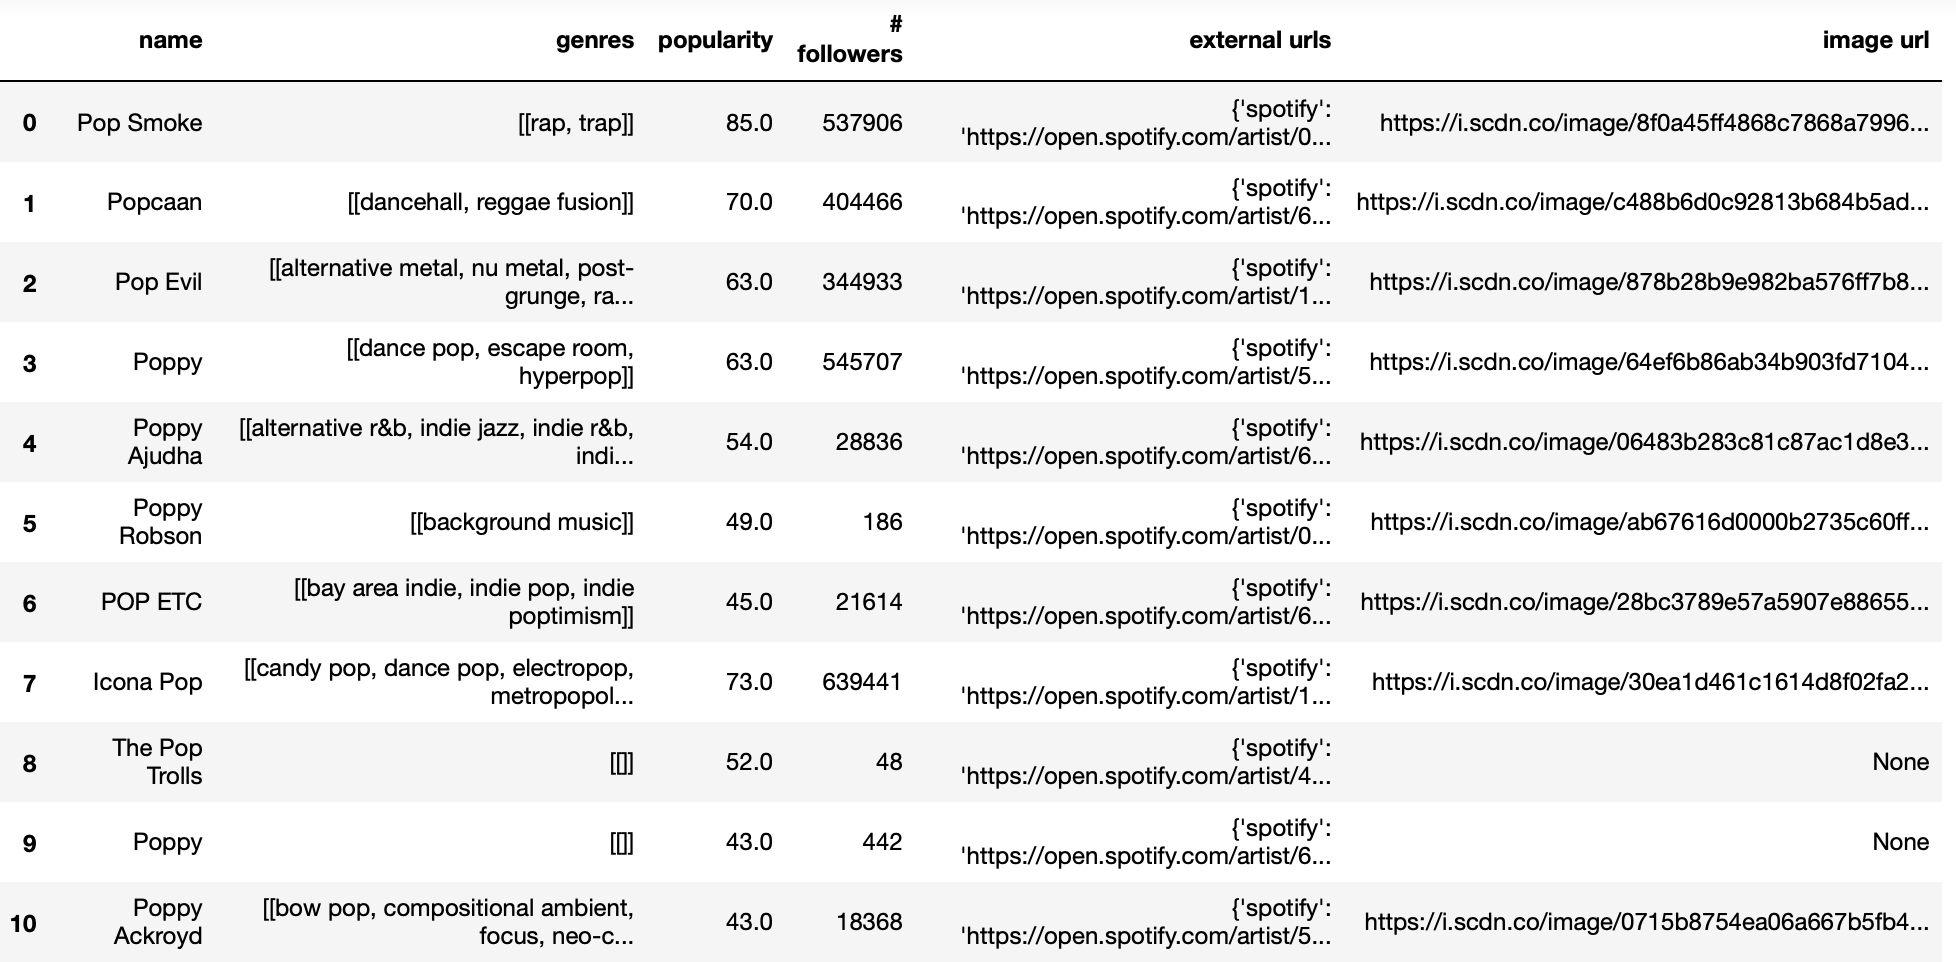 name genres popularity # followers external urls image url
0 Pop Smoke [[rap, trap]] 85.0 537906 {'spotify': 'https://open.spotify.com/artist/0... https://i.scdn.co/image/8f0a45ff4868c7868a7996...
1 Popcaan [[dancehall, reggae fusion]] 70.0 404466 {'spotify': 'https://open.spotify.com/artist/6... https://i.scdn.co/image/c488b6d0c92813b684b5ad...
2 Pop Evil [[alternative metal, nu metal, post-grunge, ra... 63.0 344933 {'spotify': 'https://open.spotify.com/artist/1... https://i.scdn.co/image/878b28b9e982ba576ff7b8...
3 Poppy [[dance pop, escape room, hyperpop]] 63.0 545707 {'spotify': 'https://open.spotify.com/artist/5... https://i.scdn.co/image/64ef6b86ab34b903fd7104...
4 Poppy Ajudha [[alternative r&b, indie jazz, indie r&b, indi... 54.0 28836 {'spotify': 'https://open.spotify.com/artist/6... https://i.scdn.co/image/06483b283c81c87ac1d8e3...
5 Poppy Robson [[background music]] 49.0 186 {'spotify': 'https://open.spotify.com/artist/0... https://i.scdn.co/image/ab67616d0000b2735c60ff...
6 POP ETC [[bay area indie, indie pop, indie poptimism]] 45.0 21614 {'spotify': 'https://open.spotify.com/artist/6... https://i.scdn.co/image/28bc3789e57a5907e88655...
7 Icona Pop [[candy pop, dance pop, electropop, metropopol... 73.0 639441 {'spotify': 'https://open.spotify.com/artist/1... https://i.scdn.co/image/30ea1d461c1614d8f02fa2...
8 The Pop Trolls [[]] 52.0 48 {'spotify': 'https://open.spotify.com/artist/4... None
9 Poppy [[]] 43.0 442 {'spotify': 'https://open.spotify.com/artist/6... None
10 Poppy Ackroyd [[bow pop, compositional ambient, focus, neo-c... 43.0 18368 {'spotify': 'https://open.spotify.com/artist/5... https://i.scdn.co/image/0715b8754ea06a667b5fb4...